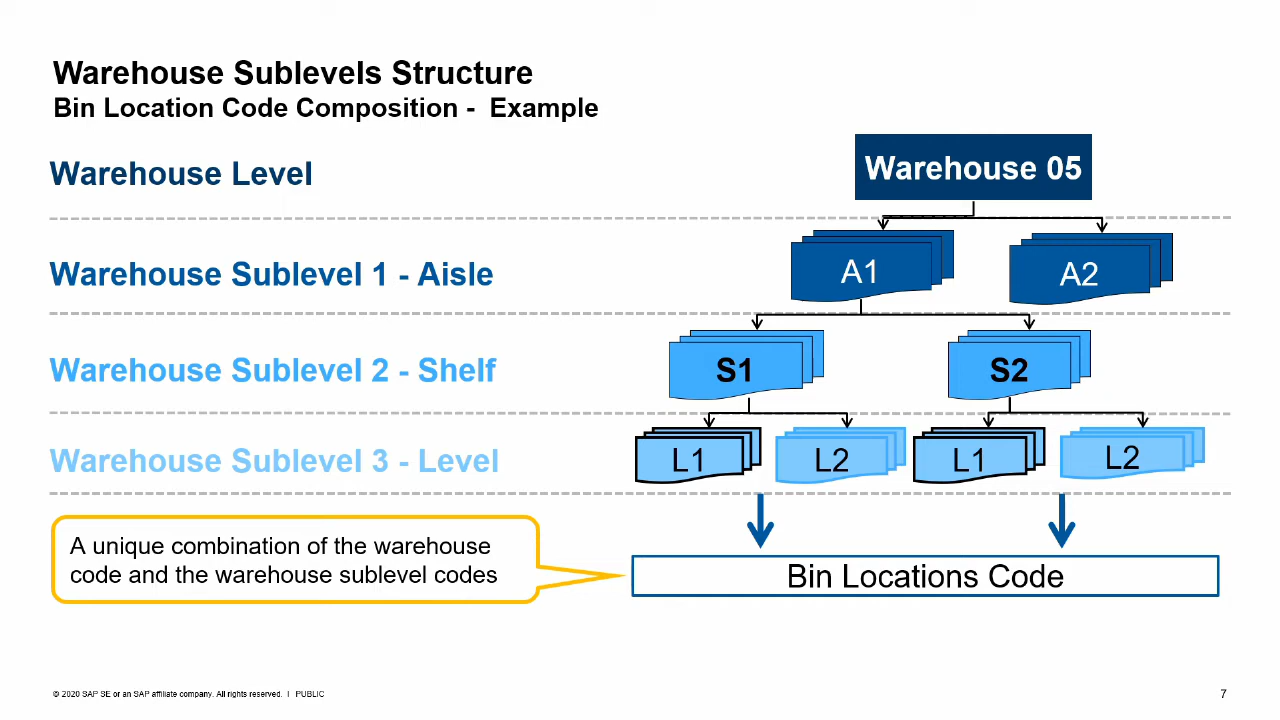 Warehouse Sublevels Structure
Bin Location Code Composition - Example
Warehouse Level
Warehouse 05
Warehouse Sublevel 1 - Aisle
A1
A2
Warehouse Sublevel 2 - Shelf
S1
S2
Warehouse Sublevel 3 - Level
L1
L2
L1
L2
A unique combination of the warehouse
code and the warehouse sublevel codes
Bin Locations Code
© 2020 SAP SE or an SAP affiliate company. All rights reserved. | PUBLIC
7